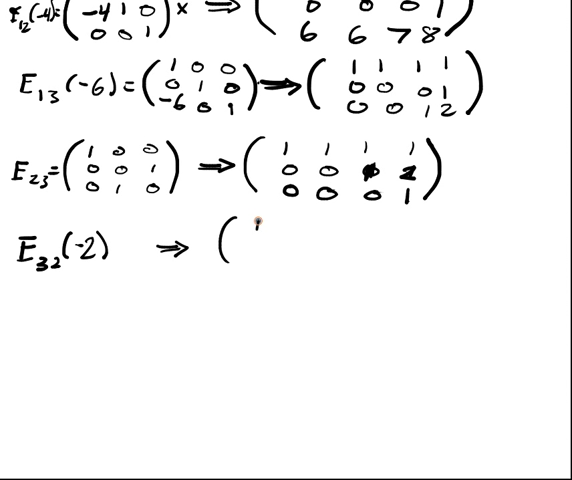 E12(-4)= ( -4 1 0 ) x ⇒ ( 0 0 0 1 )
0 0 1 6 6 7 8
1 0 0 1 1 1 1
E13(-6) = ( 0 1 0 ) → ( 0 0 0 1 )
-6 0 1 0 0 1 2
1 0 0 1 1 1 1
E23= ( 0 0 1 ) ⇒ ( 0 0 1 2 )
0 1 0 0 0 0 1
E32(-2) ⇒ (